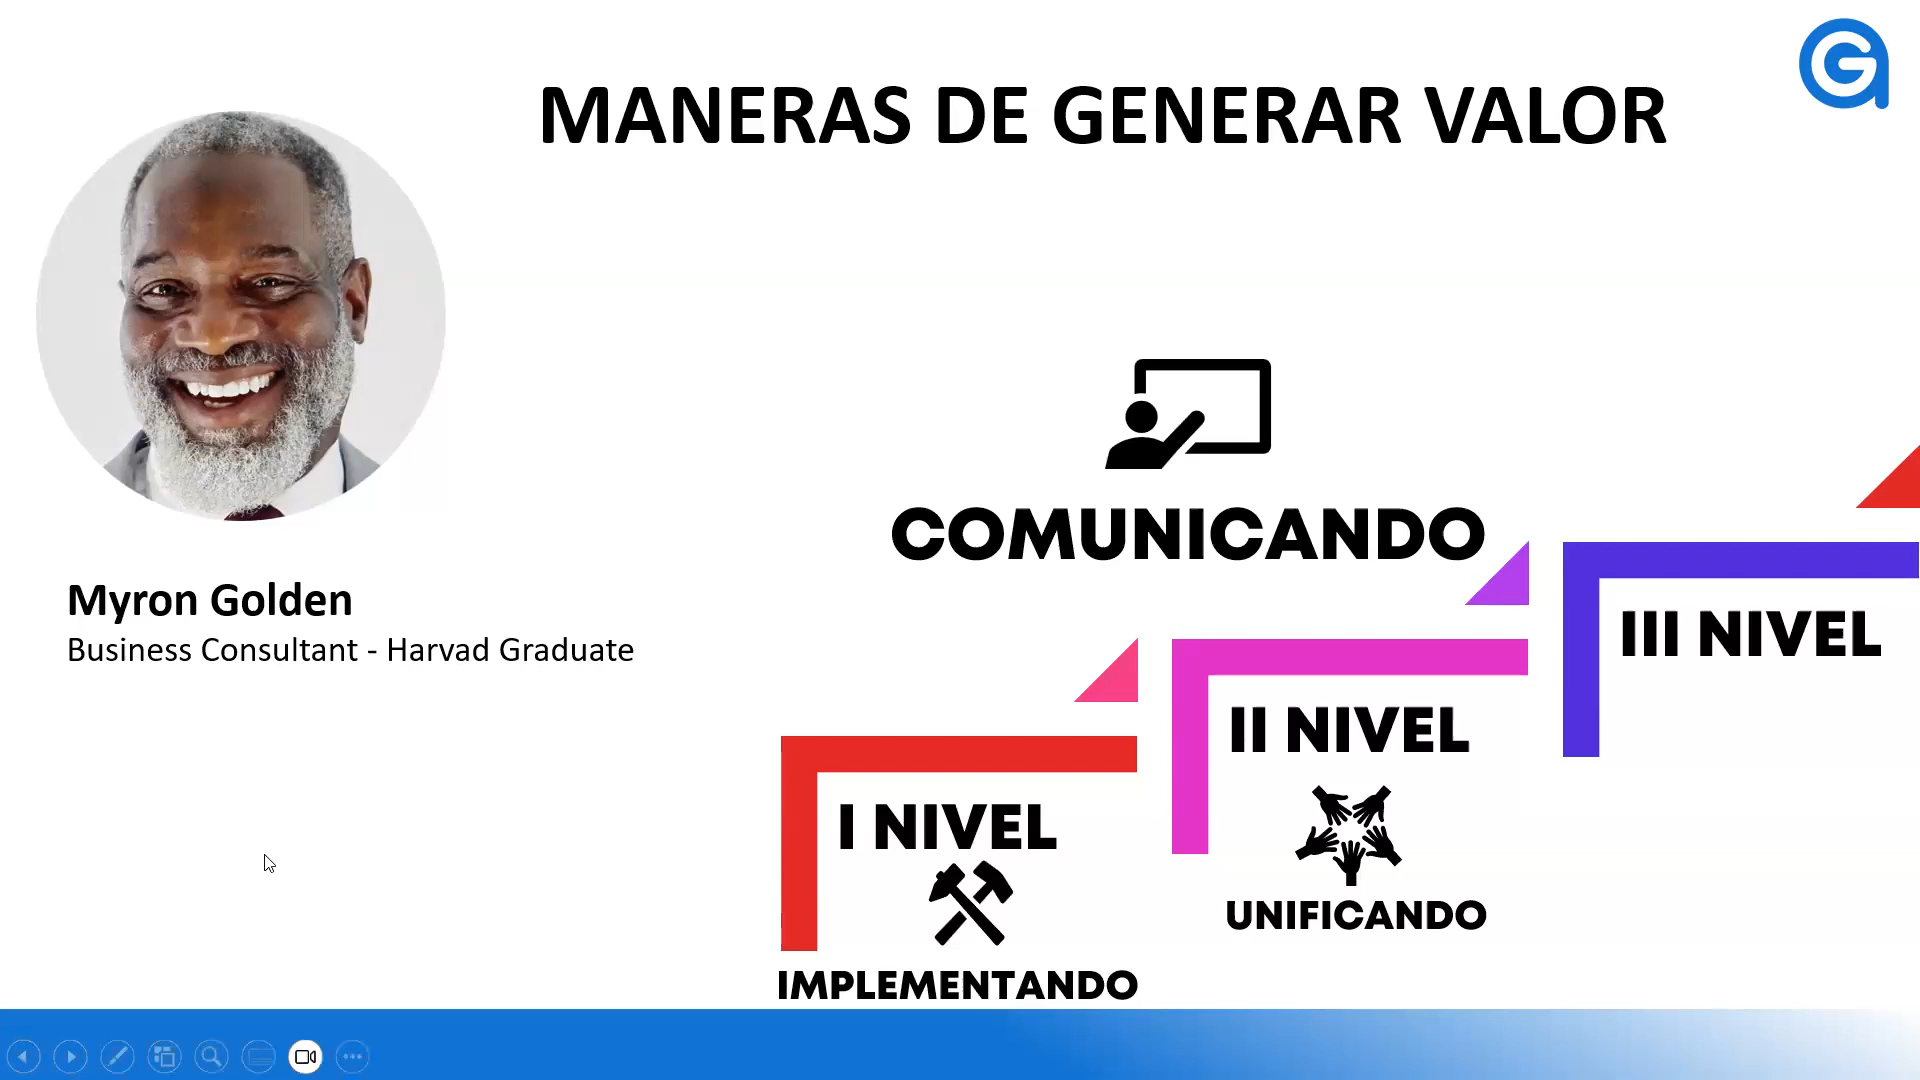 MANERAS DE GENERAR VALOR
Myron Golden
Business Consultant - Harvad Graduate
COMUNICANDO
III NIVEL
II NIVEL
UNIFICANDO
I NIVEL
IMPLEMENTANDO